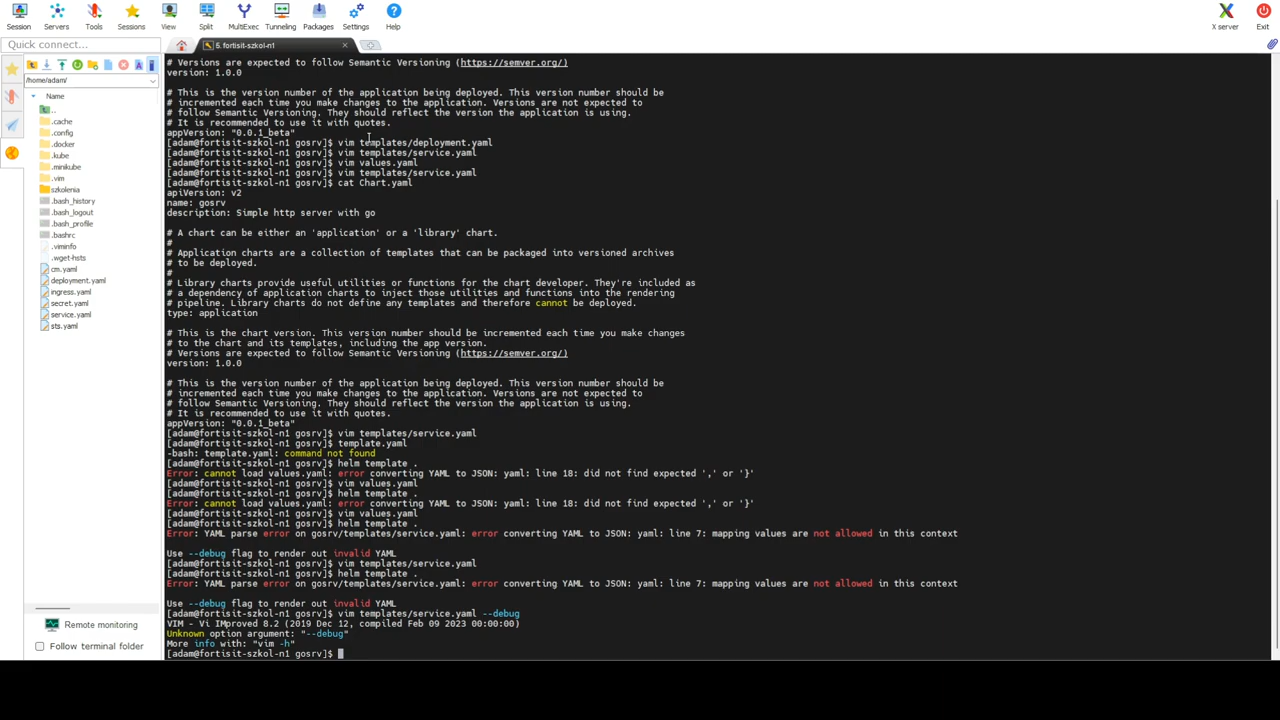 Session Servers Tools Sessions View Split MultiExec Tunneling Packages Settings Help X server Exit
Quick connect...
5. fortisit-szkol-n1
/home/adam/
Name
..
.cache
.config
.docker
.kube
.minikube
.vim
szkolenia
.bash_history
.bash_logout
.bash_profile
.bashrc
.viminfo
.wget-hsts
cm.yaml
deployment.yaml
ingress.yaml
secret.yaml
service.yaml
sts.yaml
Remote monitoring
Follow terminal folder
# Versions are expected to follow Semantic Versioning (https://semver.org/)
version: 1.0.0
# This is the version number of the application being deployed. This version number should be
# incremented each time you make changes to the application. Versions are not expected to
# follow Semantic Versioning. They should reflect the version the application is using.
# It is recommended to use it with quotes.
appVersion: "0.0.1_beta"
[adam@fortisit-szkol-n1 gosrv]$ vim templates/deployment.yaml
[adam@fortisit-szkol-n1 gosrv]$ vim templates/service.yaml
[adam@fortisit-szkol-n1 gosrv]$ vim values.yaml
[adam@fortisit-szkol-n1 gosrv]$ vim templates/service.yaml
[adam@fortisit-szkol-n1 gosrv]$ cat Chart.yaml
apiVersion: v2
name: gosrv
description: Simple http server with go
# A chart can be either an 'application' or a 'library' chart.
#
# Application charts are a collection of templates that can be packaged into versioned archives
# to be deployed.
#
# Library charts provide useful utilities or functions for the chart developer. They're included as
# a dependency of application charts to inject those utilities and functions into the rendering
# pipeline. Library charts do not define any templates and therefore cannot be deployed.
type: application
# This is the chart version. This version number should be incremented each time you make changes
# to the chart and its templates, including the app version.
# Versions are expected to follow Semantic Versioning (https://semver.org/)
version: 1.0.0
# This is the version number of the application being deployed. This version number should be
# incremented each time you make changes to the application. Versions are not expected to
# follow Semantic Versioning. They should reflect the version the application is using.
# It is recommended to use it with quotes.
appVersion: "0.0.1_beta"
[adam@fortisit-szkol-n1 gosrv]$ vim templates/service.yaml
[adam@fortisit-szkol-n1 gosrv]$ template.yaml
-bash: template.yaml: command not found
[adam@fortisit-szkol-n1 gosrv]$ helm template .
Error: cannot load values.yaml: error converting YAML to JSON: yaml: line 18: did not find expected ',' or '}'
[adam@fortisit-szkol-n1 gosrv]$ vim values.yaml
[adam@fortisit-szkol-n1 gosrv]$ helm template .
Error: cannot load values.yaml: error converting YAML to JSON: yaml: line 18: did not find expected ',' or '}'
[adam@fortisit-szkol-n1 gosrv]$ vim values.yaml
[adam@fortisit-szkol-n1 gosrv]$ helm template .
Error: YAML parse error on gosrv/templates/service.yaml: error converting YAML to JSON: yaml: line 7: mapping values are not allowed in this context
Use --debug flag to render out invalid YAML
[adam@fortisit-szkol-n1 gosrv]$ vim templates/service.yaml
[adam@fortisit-szkol-n1 gosrv]$ helm template .
Error: YAML parse error on gosrv/templates/service.yaml: error converting YAML to JSON: yaml: line 7: mapping values are not allowed in this context
Use --debug flag to render out invalid YAML
[adam@fortisit-szkol-n1 gosrv]$ vim templates/service.yaml --debug
VIM - Vi IMproved 8.2 (2019 Dec 12, compiled Feb 09 2023 00:00:00)
Unknown option argument: "--debug"
More info with: "vim -h"
[adam@fortisit-szkol-n1 gosrv]$